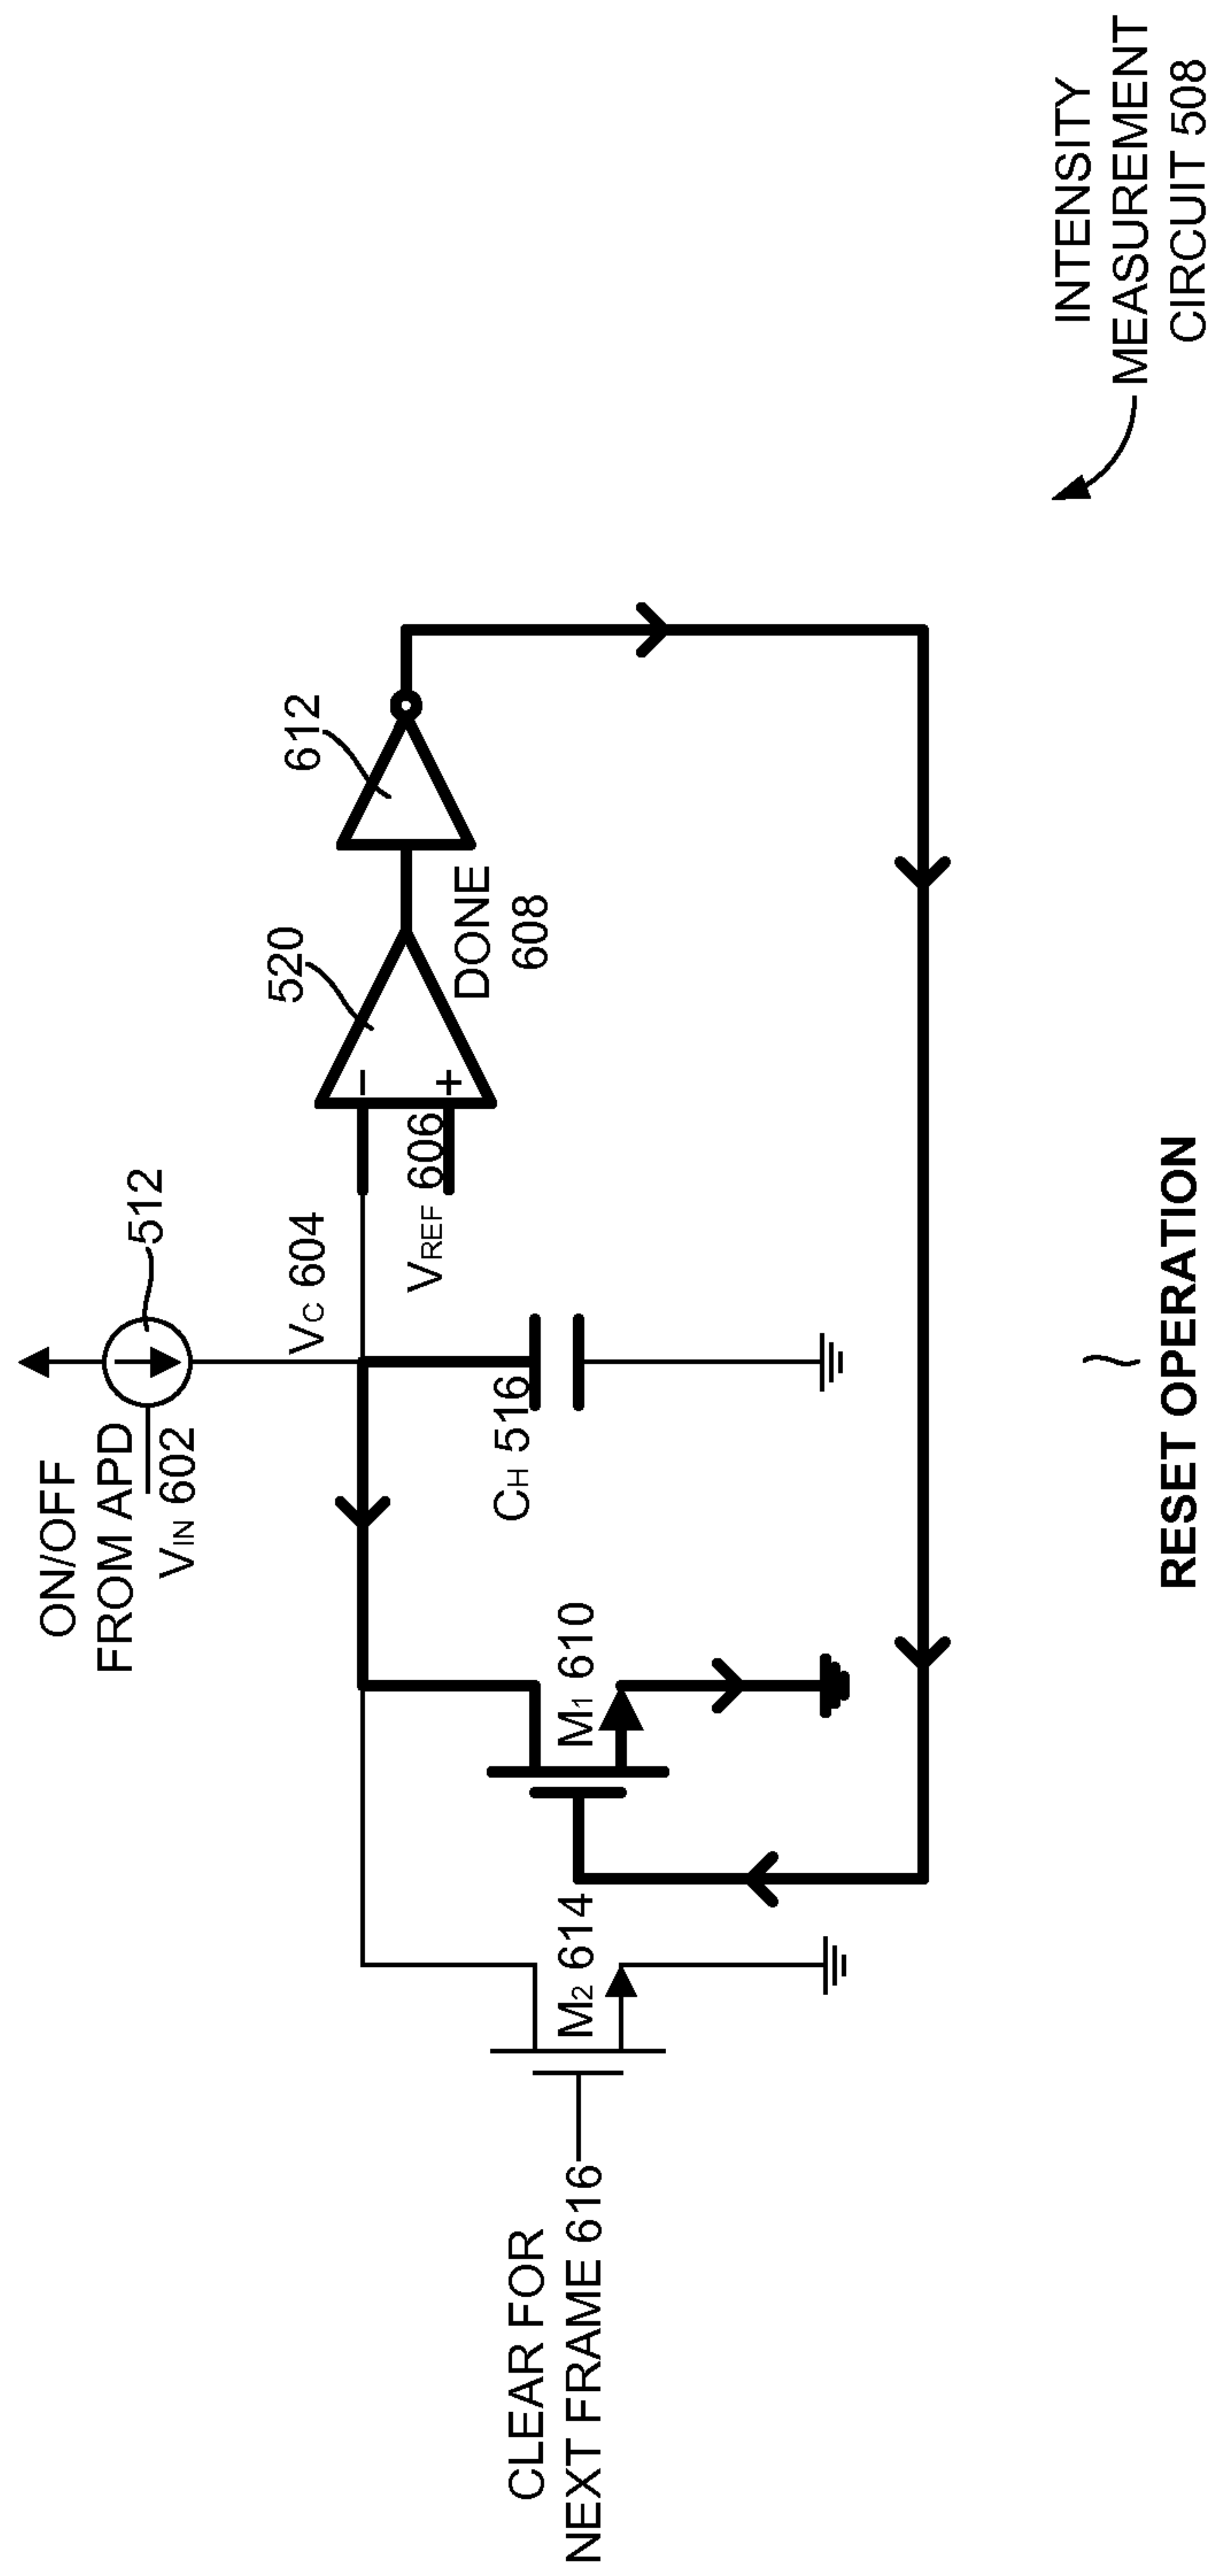 ON/OFF
FROM APD
VIN 602
512
VC 604
VREF 606
520
612
DONE
608
CH 516
M1 610
M2 614
CLEAR FOR
NEXT FRAME 616
INTENSITY
MEASUREMENT
CIRCUIT 508
RESET OPERATION
−
+